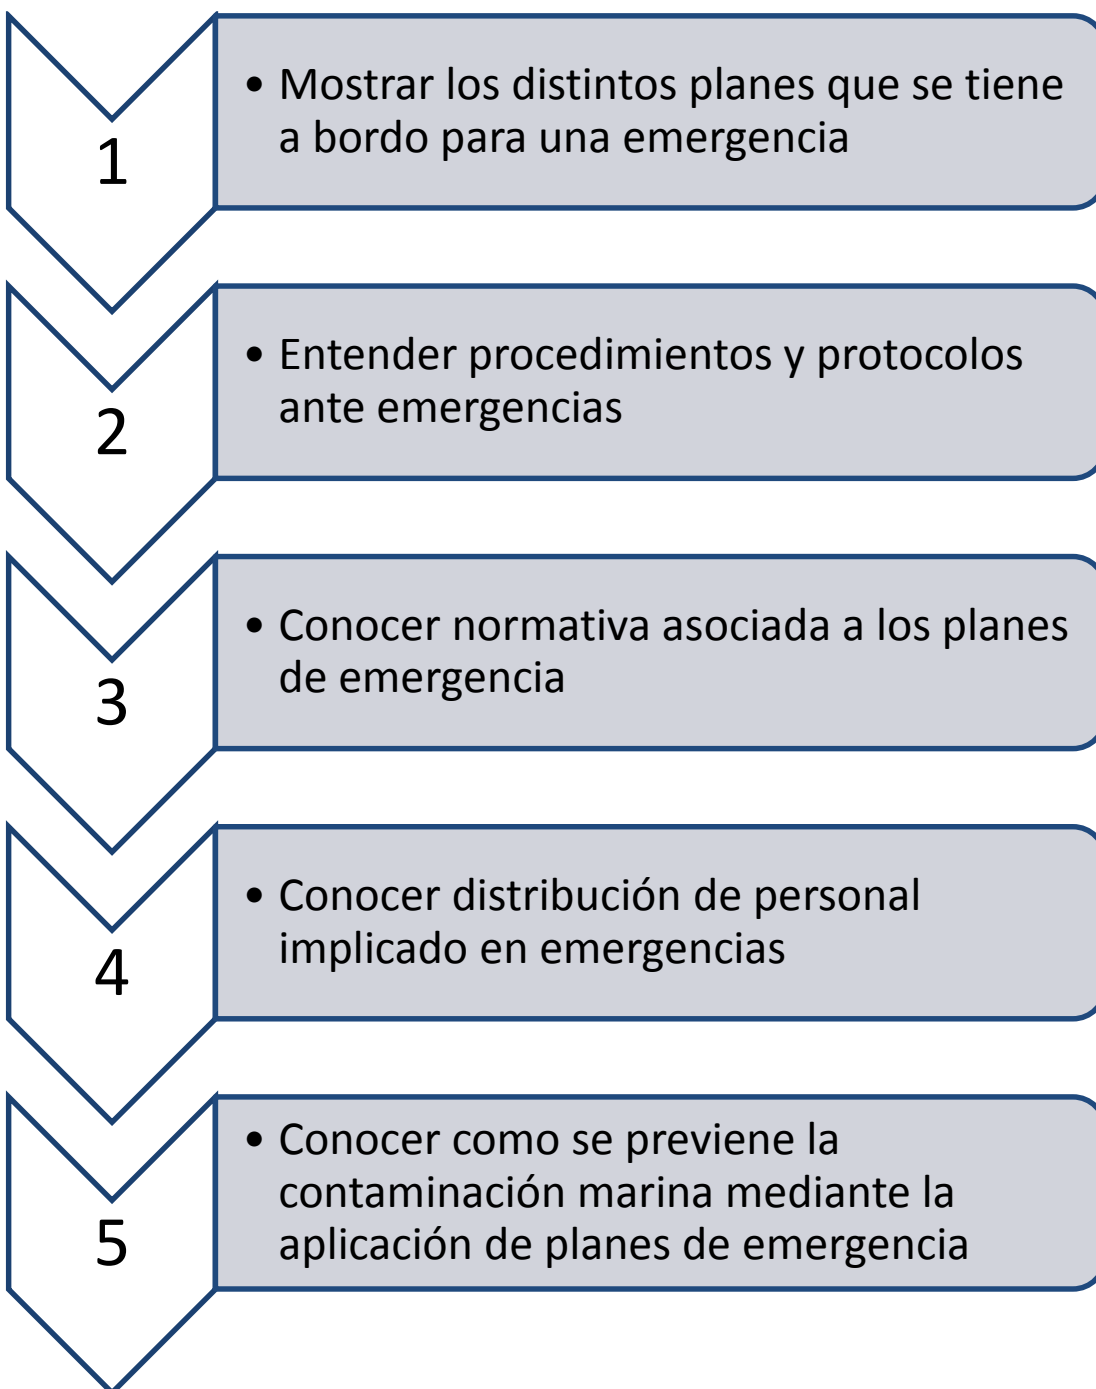 1
• Mostrar los distintos planes que se tiene
a bordo para una emergencia
2
• Entender procedimientos y protocolos
ante emergencias
3
• Conocer normativa asociada a los planes
de emergencia
4
• Conocer distribución de personal
implicado en emergencias
5
• Conocer como se previene la
contaminación marina mediante la
aplicación de planes de emergencia